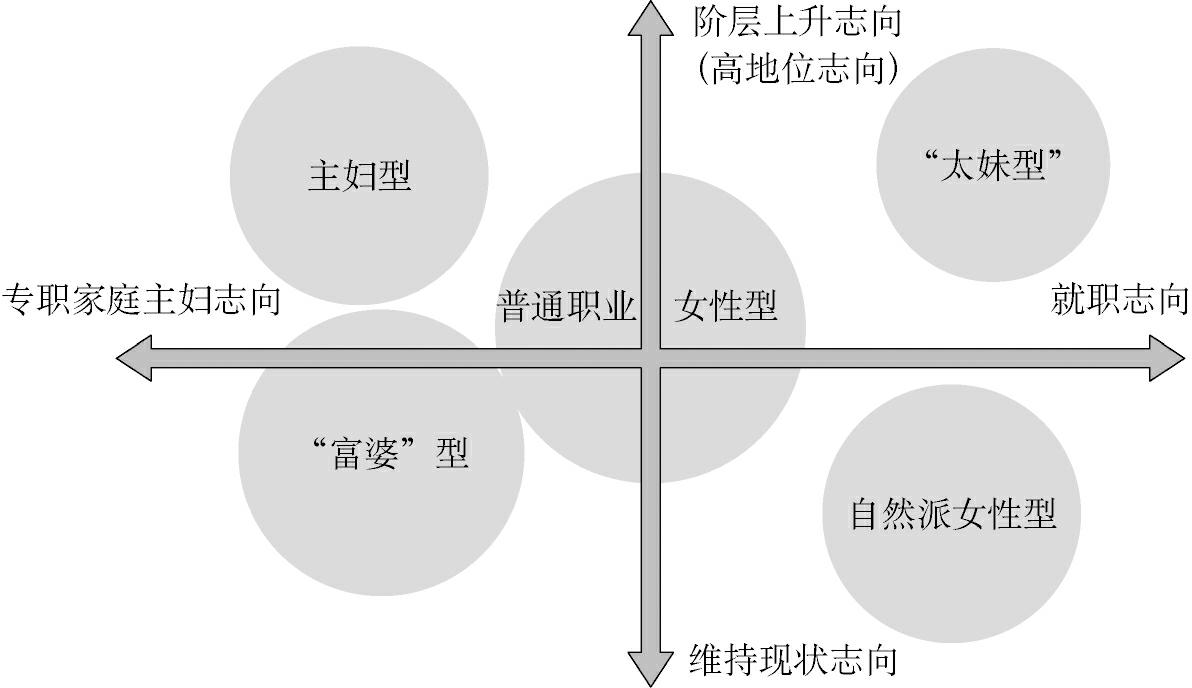 阶层上升志向
(高地位志向)
主妇型
“太妹型”
专职家庭主妇志向
普通职业女性型
就职志向
“富婆”型
自然派女性型
维持现状志向